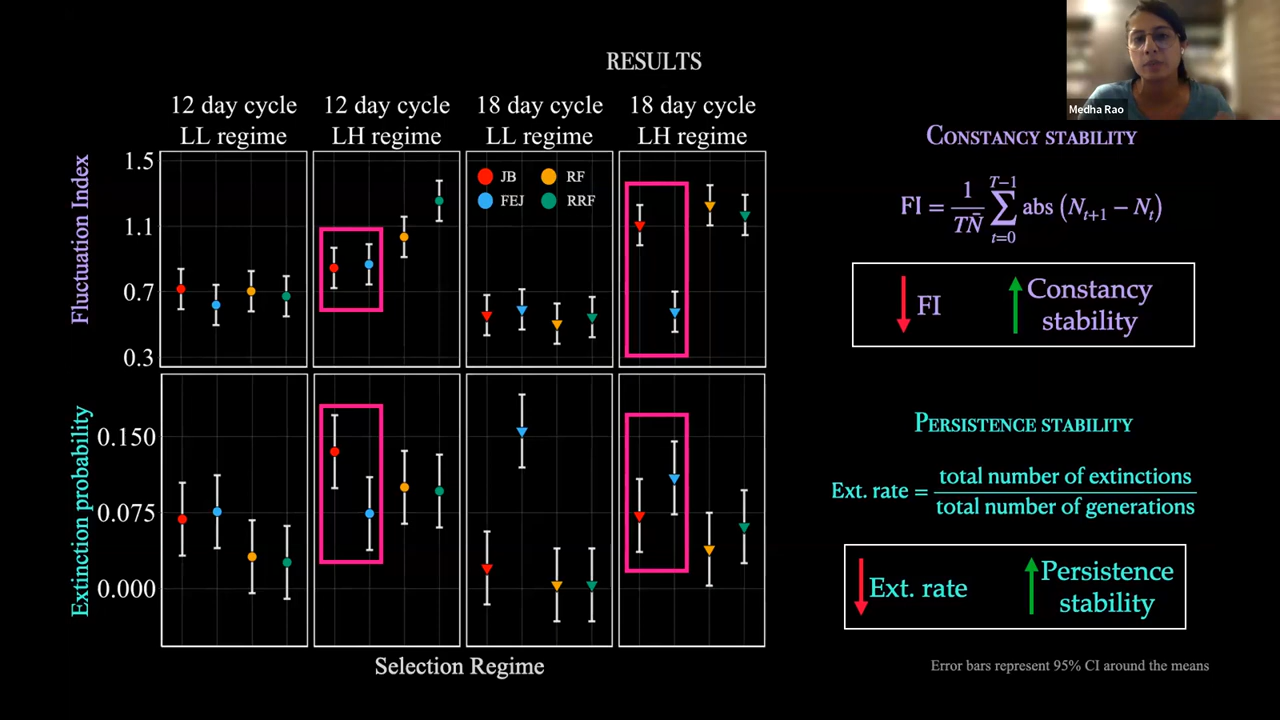 RESULTS
Medha Rao
12 day cycle
LL regime
12 day cycle
LH regime
18 day cycle
LL regime
18 day cycle
LH regime
Fluctuation Index
1.5
1.1
0.7
0.3
JB
RF
FEJ
RRF
Extinction probability
0.150
0.075
0.000
Selection Regime
CONSTANCY STABILITY
FI = 1/(TN̄) ∑_{t=0}^{T−1} abs (N_{t+1} − N_t)
FI
Constancy
stability
PERSISTENCE STABILITY
Ext. rate =
total number of extinctions
total number of generations
Ext. rate
Persistence
stability
Error bars represent 95% CI around the means